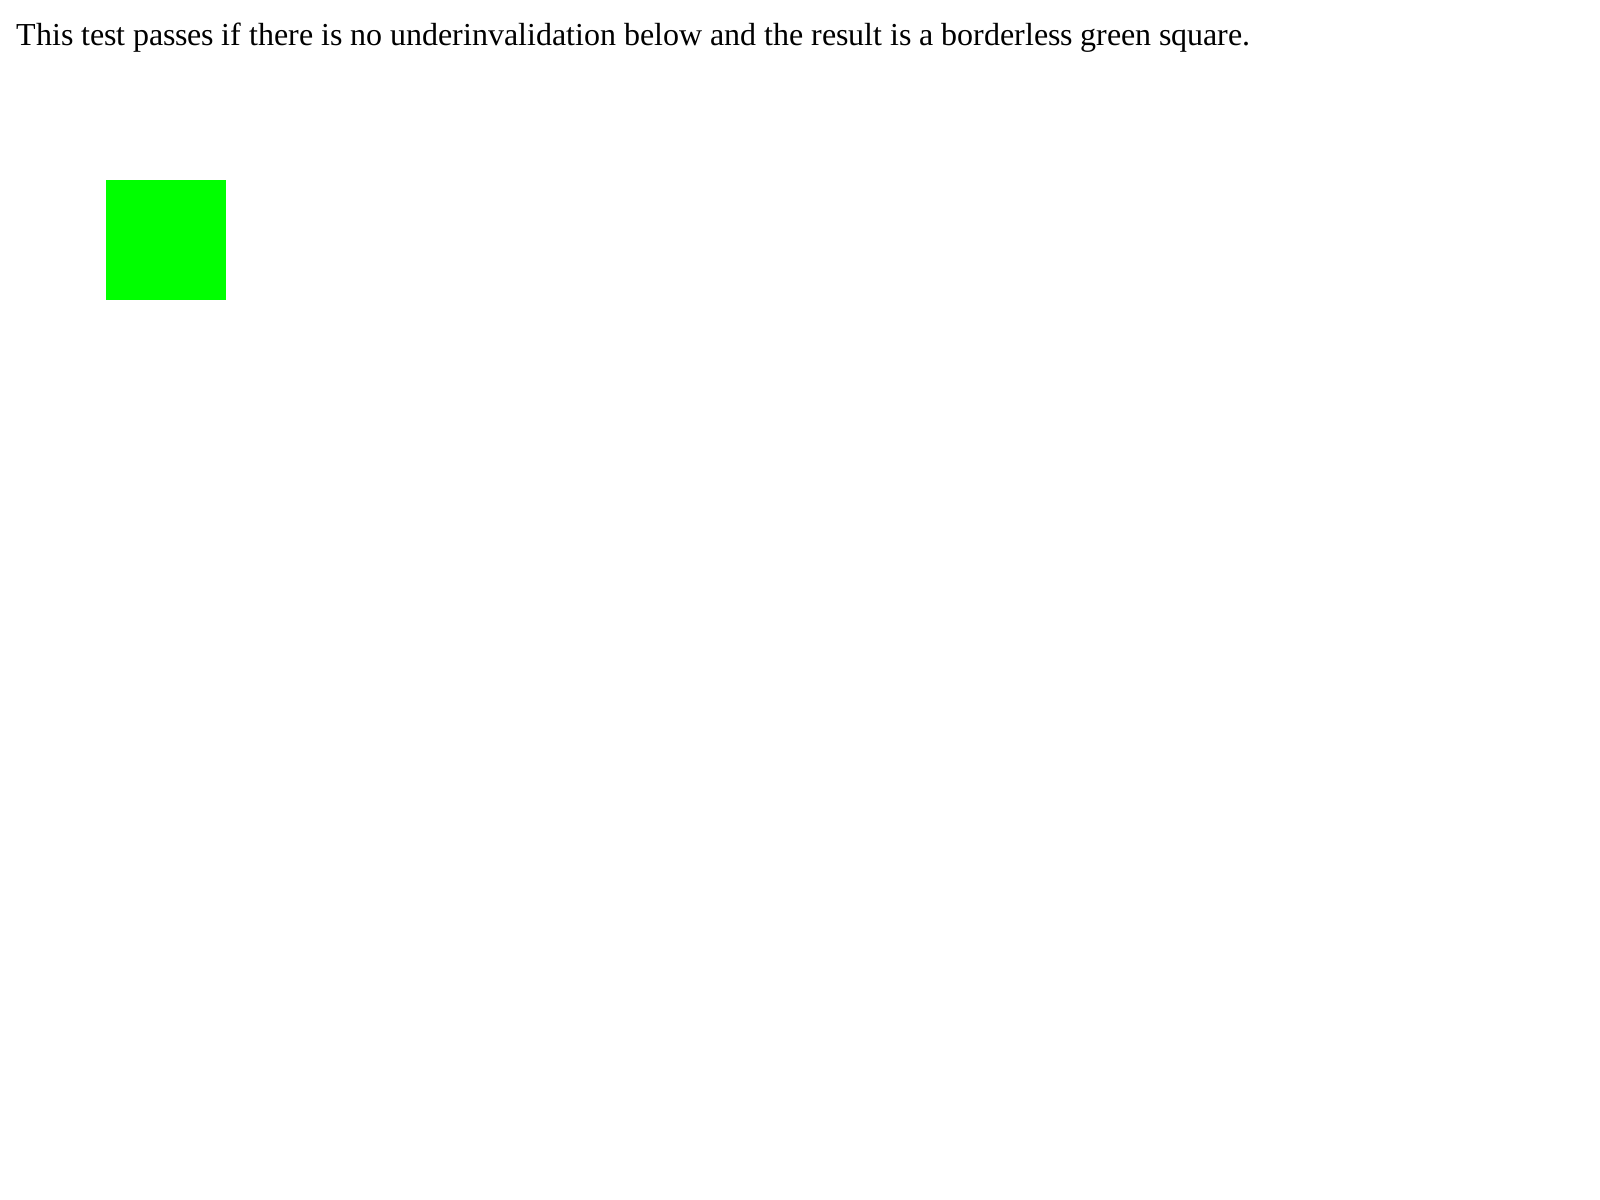 This test passes if there is no underinvalidation below and the result is a borderless green square.